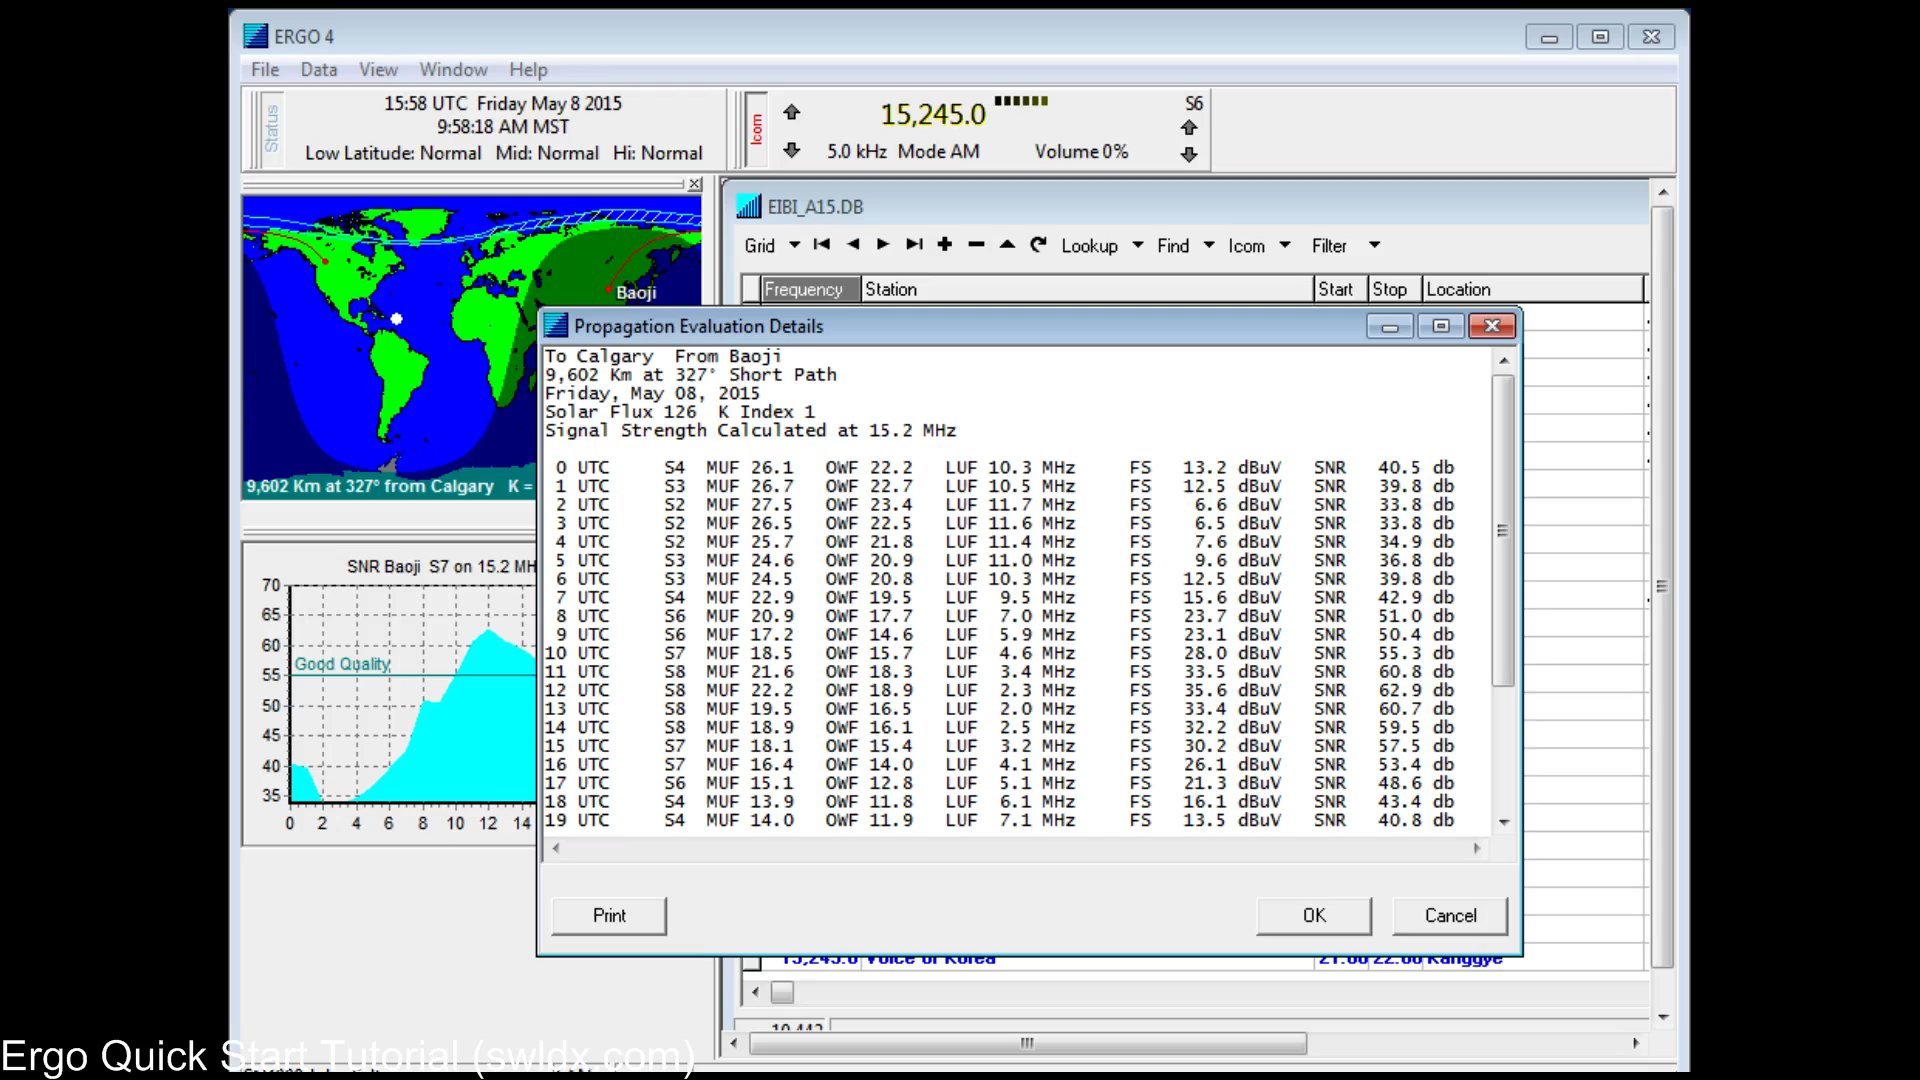 ERGO 4
File Data View Window Help
Status
15:58 UTC Friday May 8 2015
9:58:18 AM MST
Low Latitude: Normal Mid: Normal Hi: Normal
Icom
15,245.0
S6
5.0 kHz Mode AM Volume 0%
EIBI_A15.DB
Grid Lookup Find Icom Filter
Frequency Station Start Stop Location
Baoji
9,602 Km at 327° from Calgary K =
Propagation Evaluation Details
To Calgary From Baoji
9,602 Km at 327° Short Path
Friday, May 08, 2015
Solar Flux 126 K Index 1
Signal Strength Calculated at 15.2 MHz
0 UTC S4 MUF 26.1 OWF 22.2 LUF 10.3 MHz FS 13.2 dBuV SNR 40.5 db
1 UTC S3 MUF 26.7 OWF 22.7 LUF 10.5 MHz FS 12.5 dBuV SNR 39.8 db
2 UTC S2 MUF 27.5 OWF 23.4 LUF 11.7 MHz FS 6.6 dBuV SNR 33.8 db
3 UTC S2 MUF 26.5 OWF 22.5 LUF 11.6 MHz FS 6.5 dBuV SNR 33.8 db
4 UTC S2 MUF 25.7 OWF 21.8 LUF 11.4 MHz FS 7.6 dBuV SNR 34.9 db
5 UTC S3 MUF 24.6 OWF 20.9 LUF 11.0 MHz FS 9.6 dBuV SNR 36.8 db
6 UTC S3 MUF 24.5 OWF 20.8 LUF 10.3 MHz FS 12.5 dBuV SNR 39.8 db
7 UTC S4 MUF 22.9 OWF 19.5 LUF 9.5 MHz FS 15.6 dBuV SNR 42.9 db
8 UTC S6 MUF 20.9 OWF 17.7 LUF 7.0 MHz FS 23.7 dBuV SNR 51.0 db
9 UTC S6 MUF 17.2 OWF 14.6 LUF 5.9 MHz FS 23.1 dBuV SNR 50.4 db
10 UTC S7 MUF 18.5 OWF 15.7 LUF 4.6 MHz FS 28.0 dBuV SNR 55.3 db
11 UTC S8 MUF 21.6 OWF 18.3 LUF 3.4 MHz FS 33.5 dBuV SNR 60.8 db
12 UTC S8 MUF 22.2 OWF 18.9 LUF 2.3 MHz FS 35.6 dBuV SNR 62.9 db
13 UTC S8 MUF 19.5 OWF 16.5 LUF 2.0 MHz FS 33.4 dBuV SNR 60.7 db
14 UTC S8 MUF 18.9 OWF 16.1 LUF 2.5 MHz FS 32.2 dBuV SNR 59.5 db
15 UTC S7 MUF 18.1 OWF 15.4 LUF 3.2 MHz FS 30.2 dBuV SNR 57.5 db
16 UTC S7 MUF 16.4 OWF 14.0 LUF 4.1 MHz FS 26.1 dBuV SNR 53.4 db
17 UTC S6 MUF 15.1 OWF 12.8 LUF 5.1 MHz FS 21.3 dBuV SNR 48.6 db
18 UTC S4 MUF 13.9 OWF 11.8 LUF 6.1 MHz FS 16.1 dBuV SNR 43.4 db
19 UTC S4 MUF 14.0 OWF 11.9 LUF 7.1 MHz FS 13.5 dBuV SNR 40.8 db
Print OK Cancel
SNR Baoji S7 on 15.2 MH
70
65
60
Good Quality
55
50
45
40
35
0 2 4 6 8 10 12 14
15,245.0 Voice of Korea 21:00 22:00 Kanggye
10,442
Ergo Quick Start Tutorial (swldx.com)